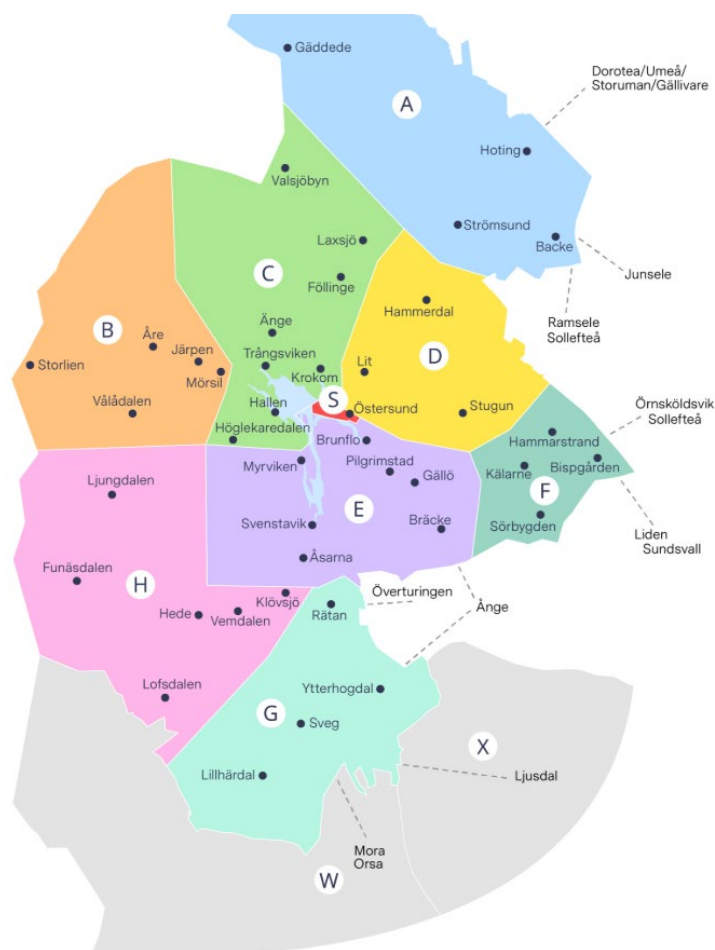 Gäddede
A
Dorotea/Umeå/
Storuman/Gällivare
Hoting
Valsjöbyn
Strömsund
Backe
Laxsjö
Junsele
C
Föllinge
Hammerdal
Ramsele
Sollefteå
B
Åre
Änge
D
Storlien
Järpen
Trångsviken
Lit
Mörsil
Krokom
Vålådalen
Hallen
S
Östersund
Stugun
Örnsköldsvik
Sollefteå
Höglekaredalen
Brunflo
Hammarstrand
Myrviken
Pilgrimstad
Kälarne
Bispgården
Ljungdalen
Gällö
F
E
Svenstavik
Bräcke
Sörbygden
Liden
Sundsvall
Åsarna
Funäsdalen
H
Klövsjö
Överturingen
Hede
Vemdalen
Rätan
Ånge
Lofsdalen
Ytterhogdal
G
Sveg
X
Lillhärdal
Ljusdal
Mora
Orsa
W